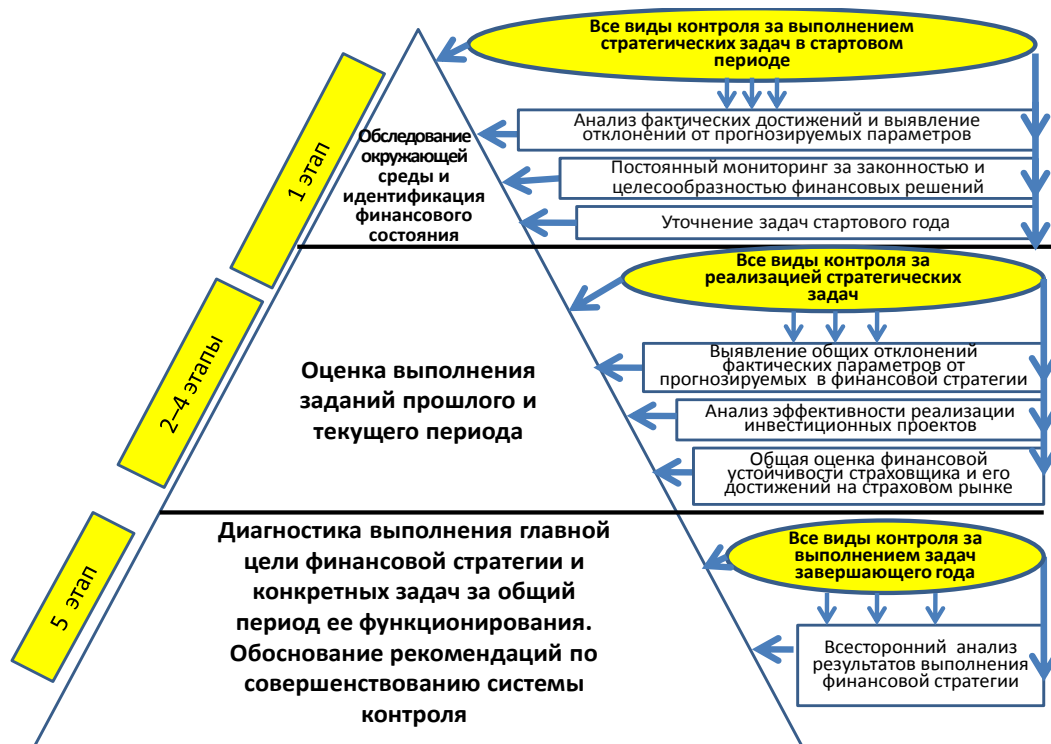 Все виды контроля за выполнением
стратегических задач в стартовом
периоде
1 этап
Обследование
окружающей
среды и
идентификация
финансового
состояния
Анализ фактических достижений и выявление
отклонений от прогнозируемых параметров
Постоянный мониторинг за законностью и
целесообразностью финансовых решений
Уточнение задач стартового года
2–4 этапы
Оценка выполнения
заданий прошлого и
текущего периода
Все виды контроля за
реализацией стратегических
задач
Выявление общих отклонений
фактических параметров от
прогнозируемых в финансовой стратегии
Анализ эффективности реализации
инвестиционных проектов
Общая оценка финансовой
устойчивости страховщика и его
достижений на страховом рынке
5 этап
Диагностика выполнения главной
цели финансовой стратегии и
конкретных задач за общий
период ее функционирования.
Обоснование рекомендаций по
совершенствованию системы
контроля
Все виды контроля за
выполнением задач
завершающего года
Всесторонний анализ
результатов выполнения
финансовой стратегии